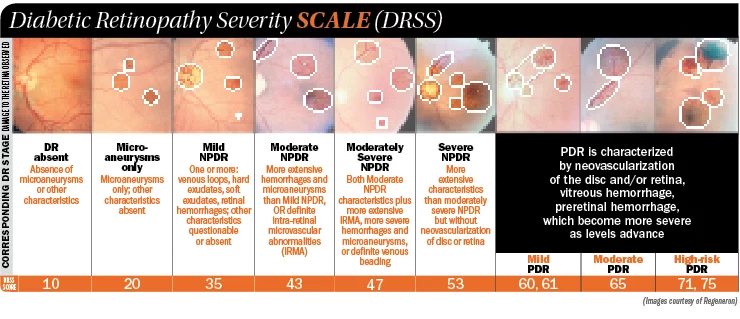 Diabetic Retinopathy Severity SCALE (DRSS)
DAMAGE TO THE RETINA OBSERVED
CORRESPONDING DR STAGE
DR
absent
Absence of
microaneurysms
or other
characteristics
Micro-
aneurysms
only
Microaneurysms
only; other
characteristics
absent
Mild
NPDR
One or more:
venous loops, hard
exudates, soft
exudates, retinal
hemorrhages; other
characteristics
questionable
or absent
Moderate
NPDR
More extensive
hemorrhages and
microaneurysms
than Mild NPDR,
OR definite
intra-retinal
microvascular
abnormalities
(IRMA)
Moderately
Severe
NPDR
Both Moderate
NPDR
characteristics plus
more extensive
IRMA, more severe
hemorrhages and
microaneurysms,
or definite venous
beading
Severe
NPDR
More
extensive
characteristics
than moderately
severe NPDR
but without
neovascularization
of disc or retina
PDR is characterized
by neovascularization
of the disc and/or retina,
vitreous hemorrhage,
preretinal hemorrhage,
which become more severe
as levels advance
Mild
PDR
Moderate
PDR
High-risk
PDR
DRSS
SCORE
10
20
35
43
47
53
60, 61
65
71, 75
(Images courtesy of Regeneron)